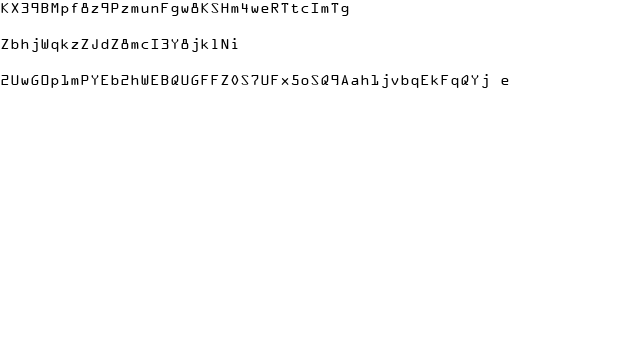 KX39BMpf8z9PzmunFgw8KSHm4weRTtcImTg
ZbhjWqkzZJdZ8mcI3Y8jklNi
2UwGOp1mPYEb2hWEBQUGFFZ0S7UFx5oSQ9Aah1jvbqEkFqQYj e